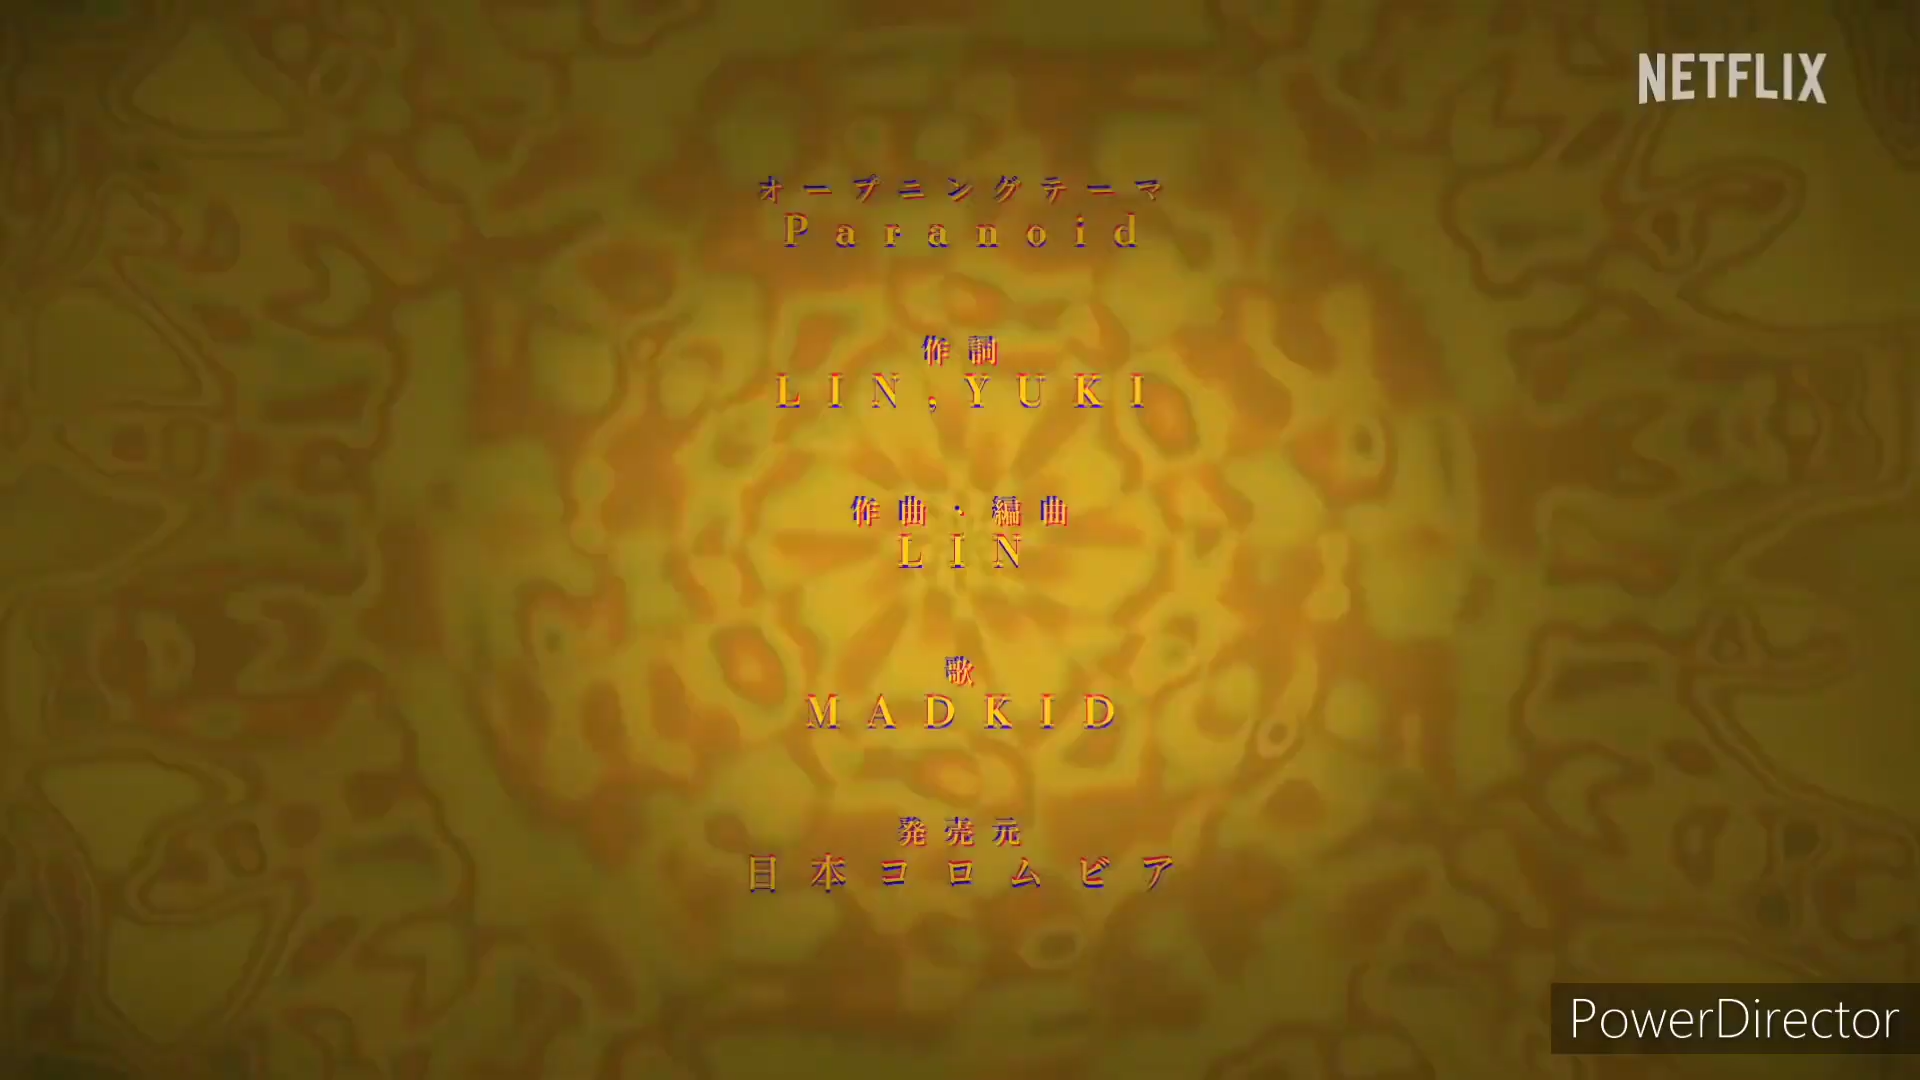 NETFLIX
オープニングテーマ
Paranoid
作詞
LIN,YUKI
作曲・編曲
LIN
歌
MADKID
発売元
日本コロムビア
PowerDirector